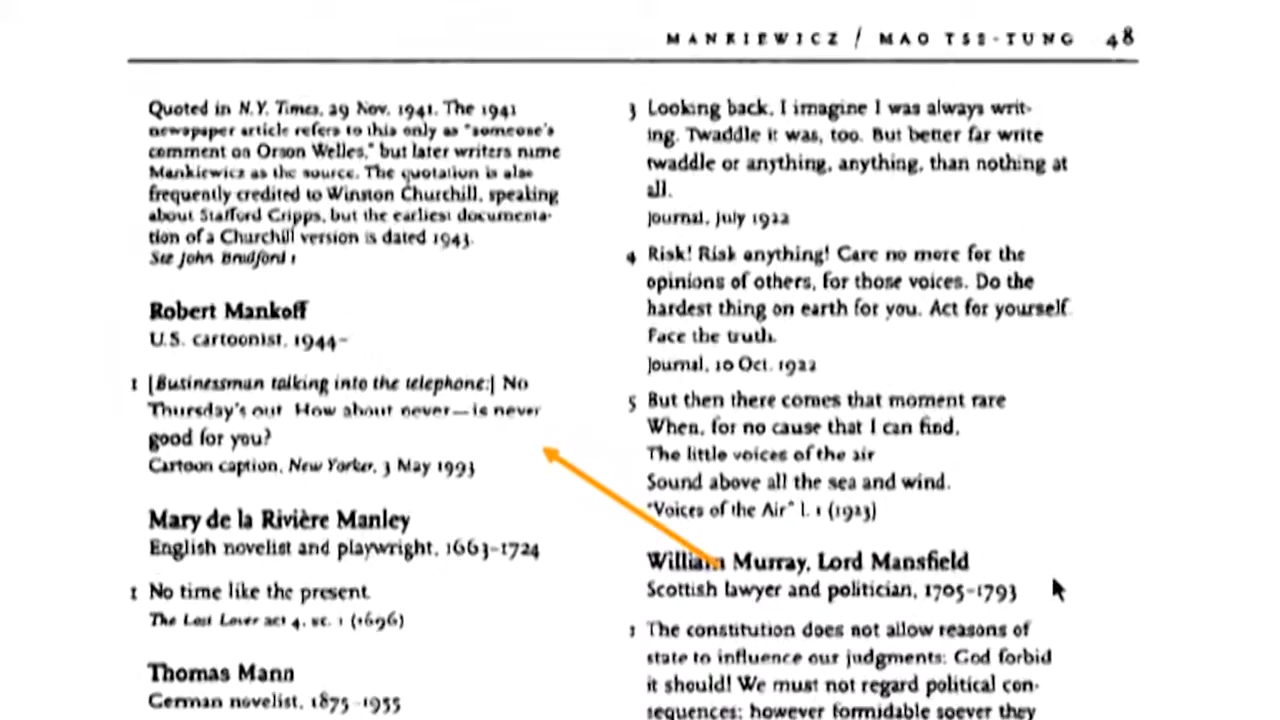 MANKIEWICZ / MAO TSE-TUNG 48
Quoted in N.Y. Times, 29 Nov. 1941. The 1941
newspaper article refers to this only as "someone's
comment on Orson Welles," but later writers name
Mankiewicz as the source. The quotation is also
frequently credited to Winston Churchill, speaking
about Stafford Cripps, but the earliest documenta-
tion of a Churchill version is dated 1943.
See John Bradford 1
Robert Mankoff
U.S. cartoonist, 1944–
1 [Businessman talking into the telephone:] No
Thursday's out. How about never—is never
good for you?
Cartoon caption, New Yorker, 3 May 1993
Mary de la Rivière Manley
English novelist and playwright, 1663–1724
1 No time like the present.
The Lost Lover act 4, sc. 1 (1696)
Thomas Mann
German novelist, 1875–1955
3 Looking back, I imagine I was always writ-
ing. Twaddle it was, too. But better far write
twaddle or anything, anything, than nothing at
all.
Journal, July 1922
4 Risk! Risk anything! Care no more for the
opinions of others, for those voices. Do the
hardest thing on earth for you. Act for yourself.
Face the truth.
Journal, 10 Oct. 1922
5 But then there comes that moment rare
When, for no cause that I can find,
The little voices of the air
Sound above all the sea and wind.
"Voices of the Air" l. 1 (1923)
William Murray, Lord Mansfield
Scottish lawyer and politician, 1705–1793
1 The constitution does not allow reasons of
state to influence our judgments: God forbid
it should! We must not regard political con-
sequences; however formidable soever they